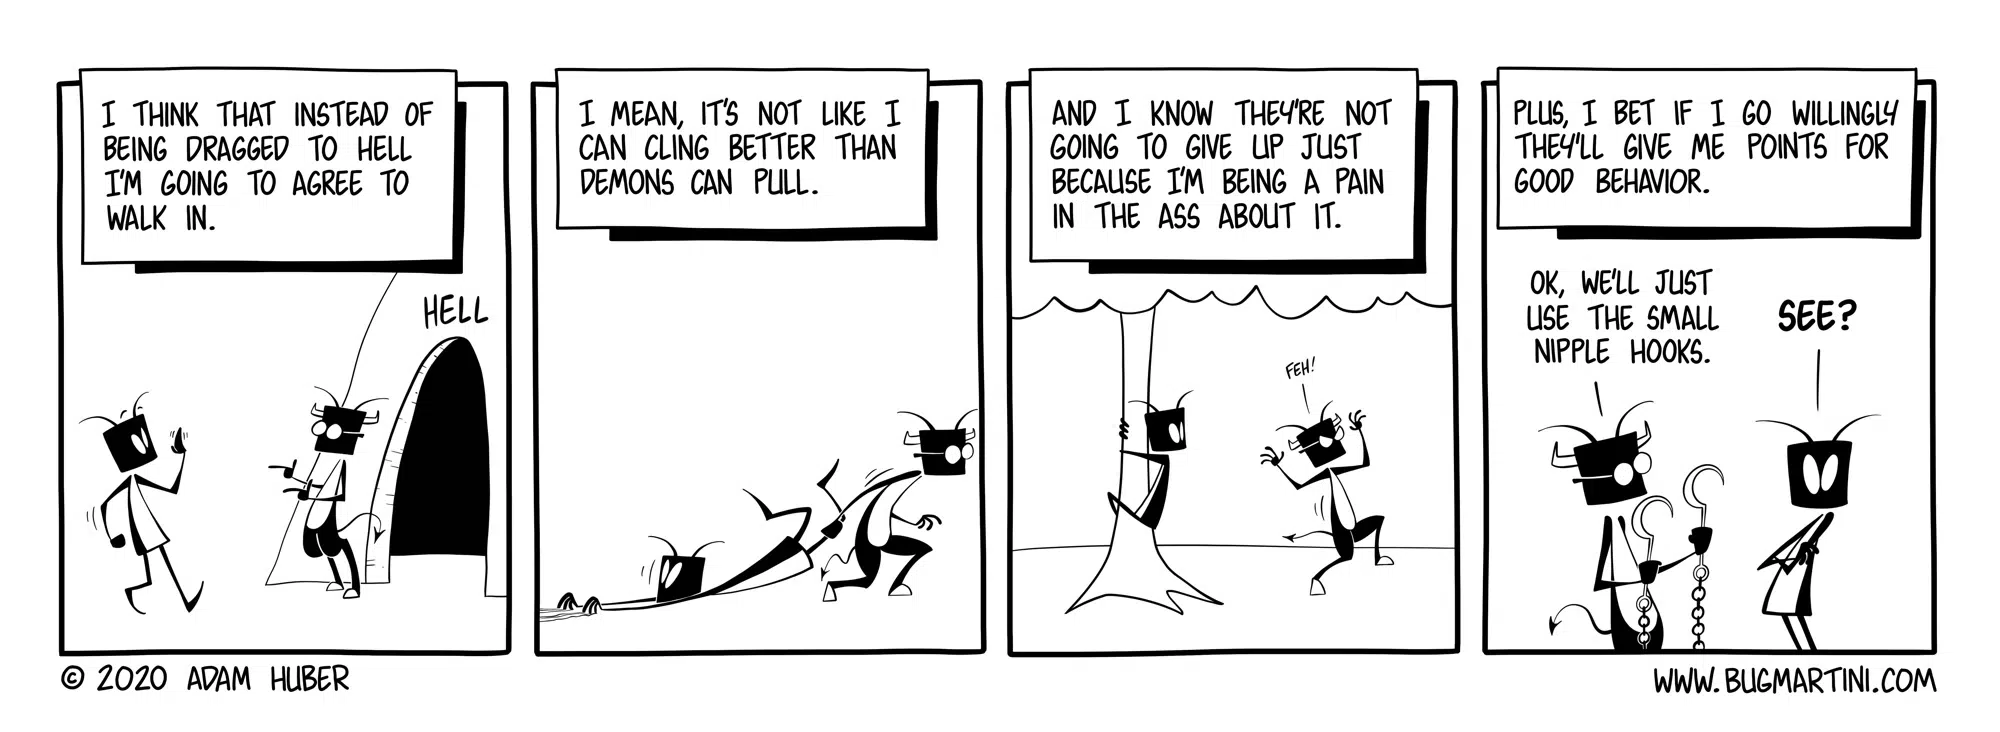 I THINK THAT INSTEAD OF
BEING DRAGGED TO HELL
I'M GOING TO AGREE TO
WALK IN.
HELL
I MEAN, IT'S NOT LIKE I
CAN CLING BETTER THAN
DEMONS CAN PULL.
AND I KNOW THEY'RE NOT
GOING TO GIVE UP JUST
BECAUSE I'M BEING A PAIN
IN THE ASS ABOUT IT.
FEH!
PLUS, I BET IF I GO WILLINGLY
THEY'LL GIVE ME POINTS FOR
GOOD BEHAVIOR.
OK, WE'LL JUST
USE THE SMALL
NIPPLE HOOKS.
SEE?
© 2020 ADAM HUBER
WWW.BUGMARTINI.COM